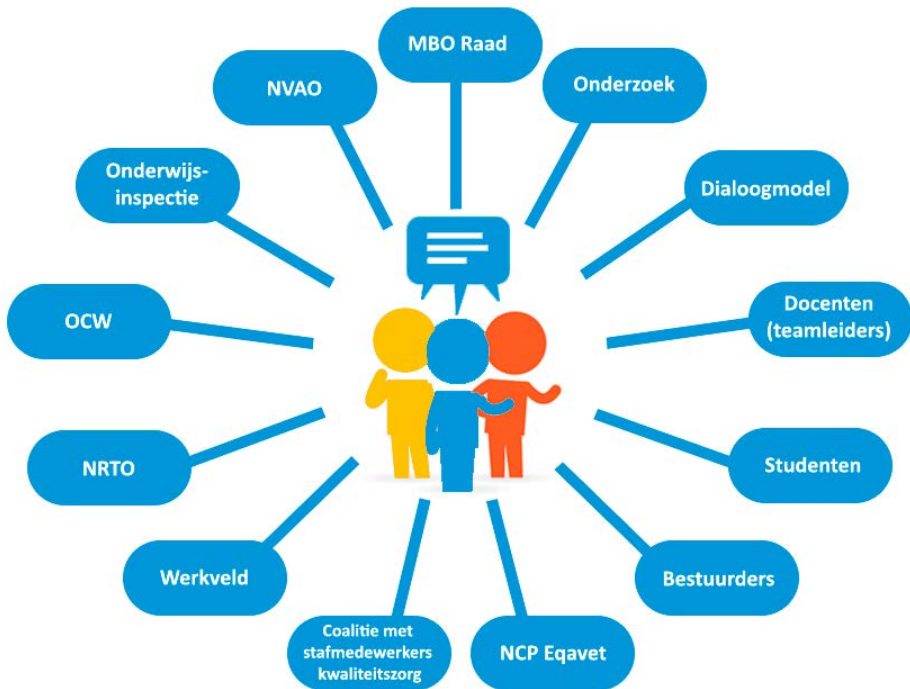 MBO Raad
Onderzoek
Dialoogmodel
Docenten
(teamleiders)
Studenten
Bestuurders
NCP Eqavet
Coalitie met
stafmedewerkers
kwaliteitszorg
Werkveld
NRTO
OCW
Onderwijs-
inspectie
NVAO